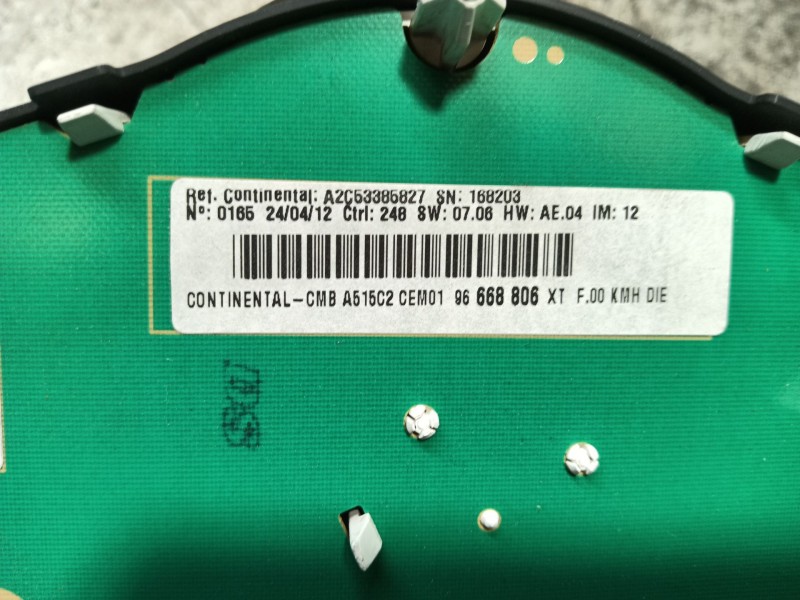 Ref. Continental: A2C53385827 SN: 168203
Nº: 0165 24/04/12 Ctrl: 248 SW: 07.06 HW: AE.04 IM: 12
CONTINENTAL-CMB A515C2 CEM01 96 668 806 XT F.00 KMH DIE